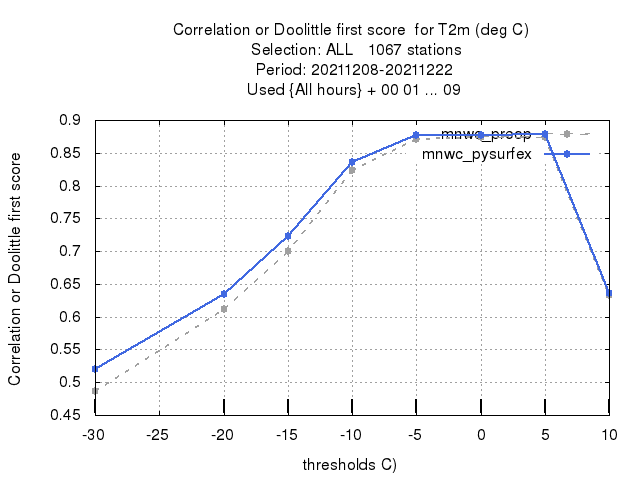 Correlation or Doolittle first score  for T2m (deg C)
Selection: ALL   1067 stations
Period: 20211208-20211222
Used {All hours} + 00 01 ... 09
Correlation or Doolittle first score
0.9
0.85
0.8
0.75
0.7
0.65
0.6
0.55
0.5
0.45
mnwc_preop
mnwc_pysurfex
-30 -25 -20 -15 -10 -5 0 5 10
thresholds C)